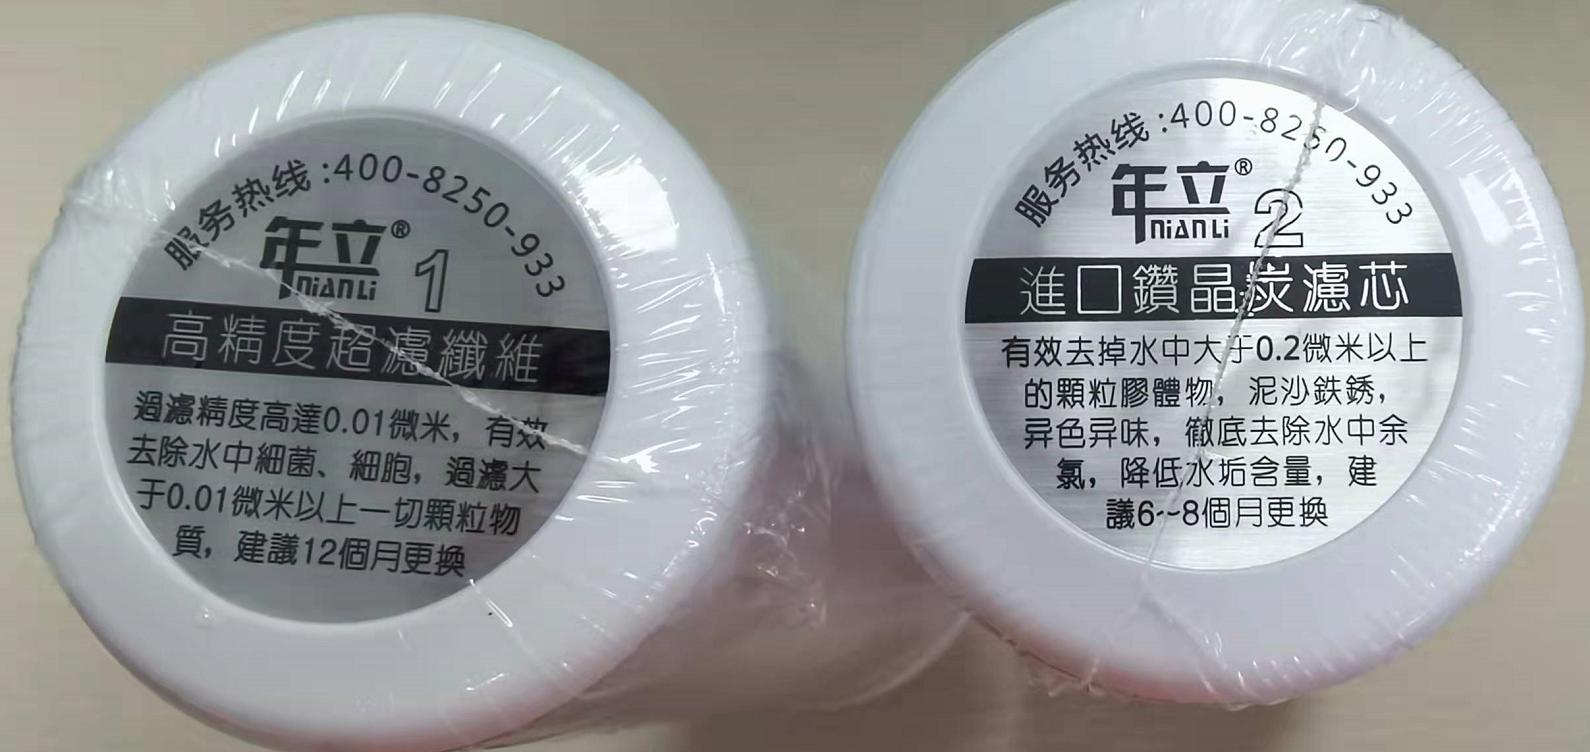 服务热线:400-8250-933
年立®
NIANLI
1
高精度超濾纖維
過濾精度高達0.01微米，有效
去除水中細菌、細胞，過濾大
于0.01微米以上一切顆粒物
質，建議12個月更換
服务热线:400-8250-933
年立®
NIANLI
2
進口鑽晶炭濾芯
有效去掉水中大于0.2微米以上
的顆粒膠體物，泥沙鉄銹，
异色异味，徹底去除水中余
氯，降低水垢含量，建
議6~8個月更換